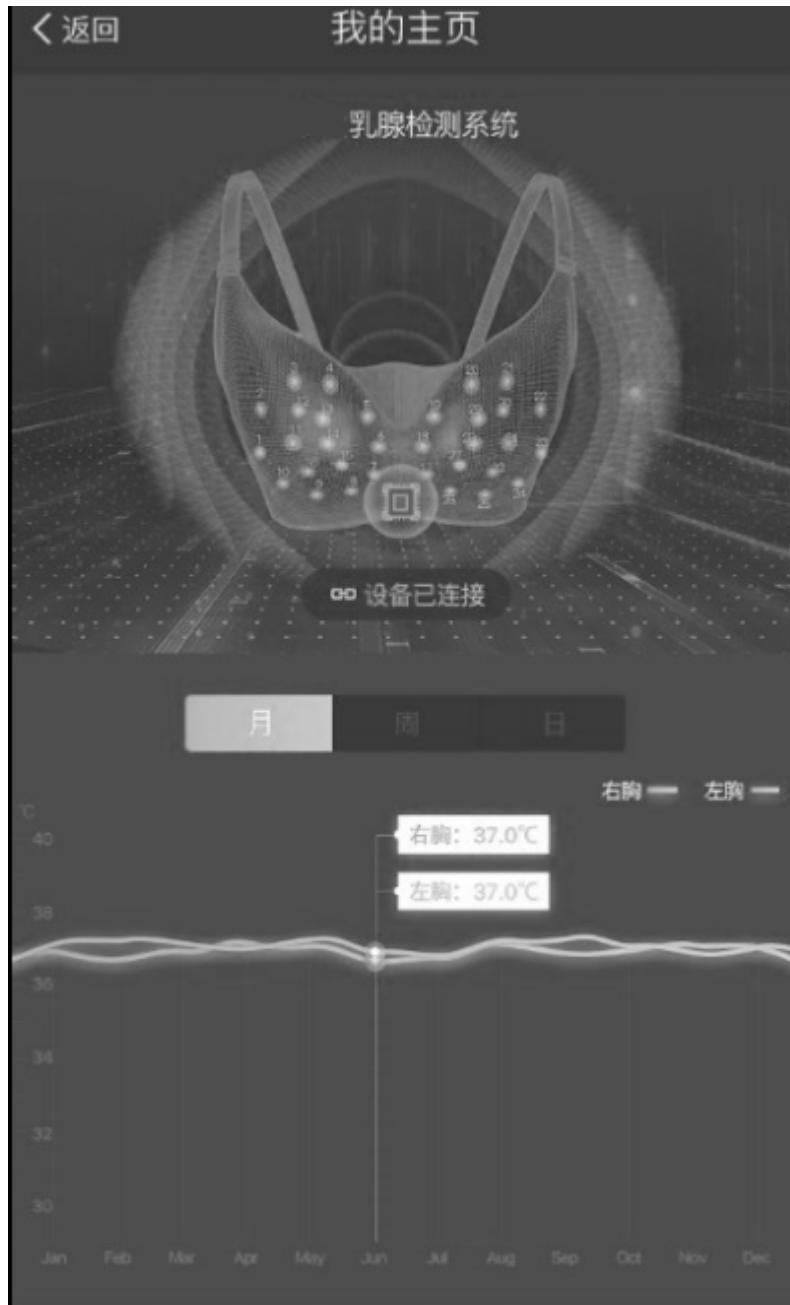 返回
我的主页
乳腺检测系统
设备已连接
月 周 日
右胸 左胸
℃
40
右胸：37.0℃
左胸：37.0℃
38
36
34
32
30
Jan Feb Mar Apr May Jun Jul Aug Sep Oct Nov Dec